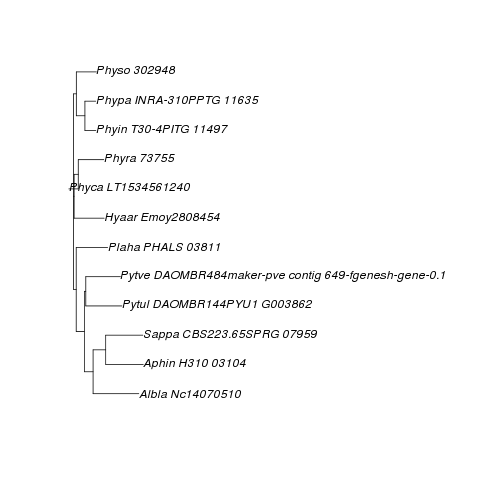 Physo 302948
Phypa INRA-310PPTG 11635
Phyin T30-4PITG 11497
Phyra 73755
Phyca LT1534561240
Hyaar Emoy2808454
Plaha PHALS 03811
Pytve DAOMBR484maker-pve contig 649-fgenesh-gene-0.1
Pytul DAOMBR144PYU1 G003862
Sappa CBS223.65SPRG 07959
Aphin H310 03104
Albla Nc14070510